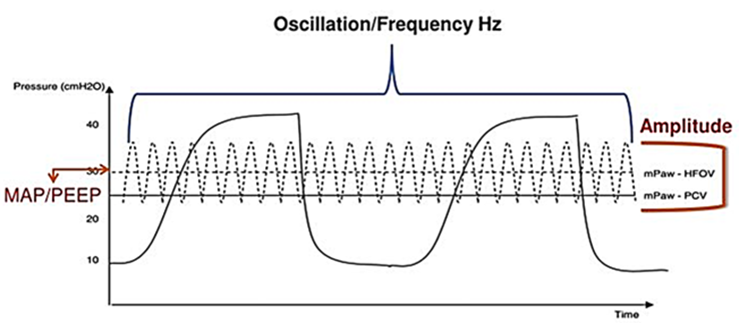 Oscillation/Frequency Hz
Pressure (cmH2O)
40
Amplitude
30
mPaw - HFOV
MAP/PEEP
mPaw - PCV
20
10
Time